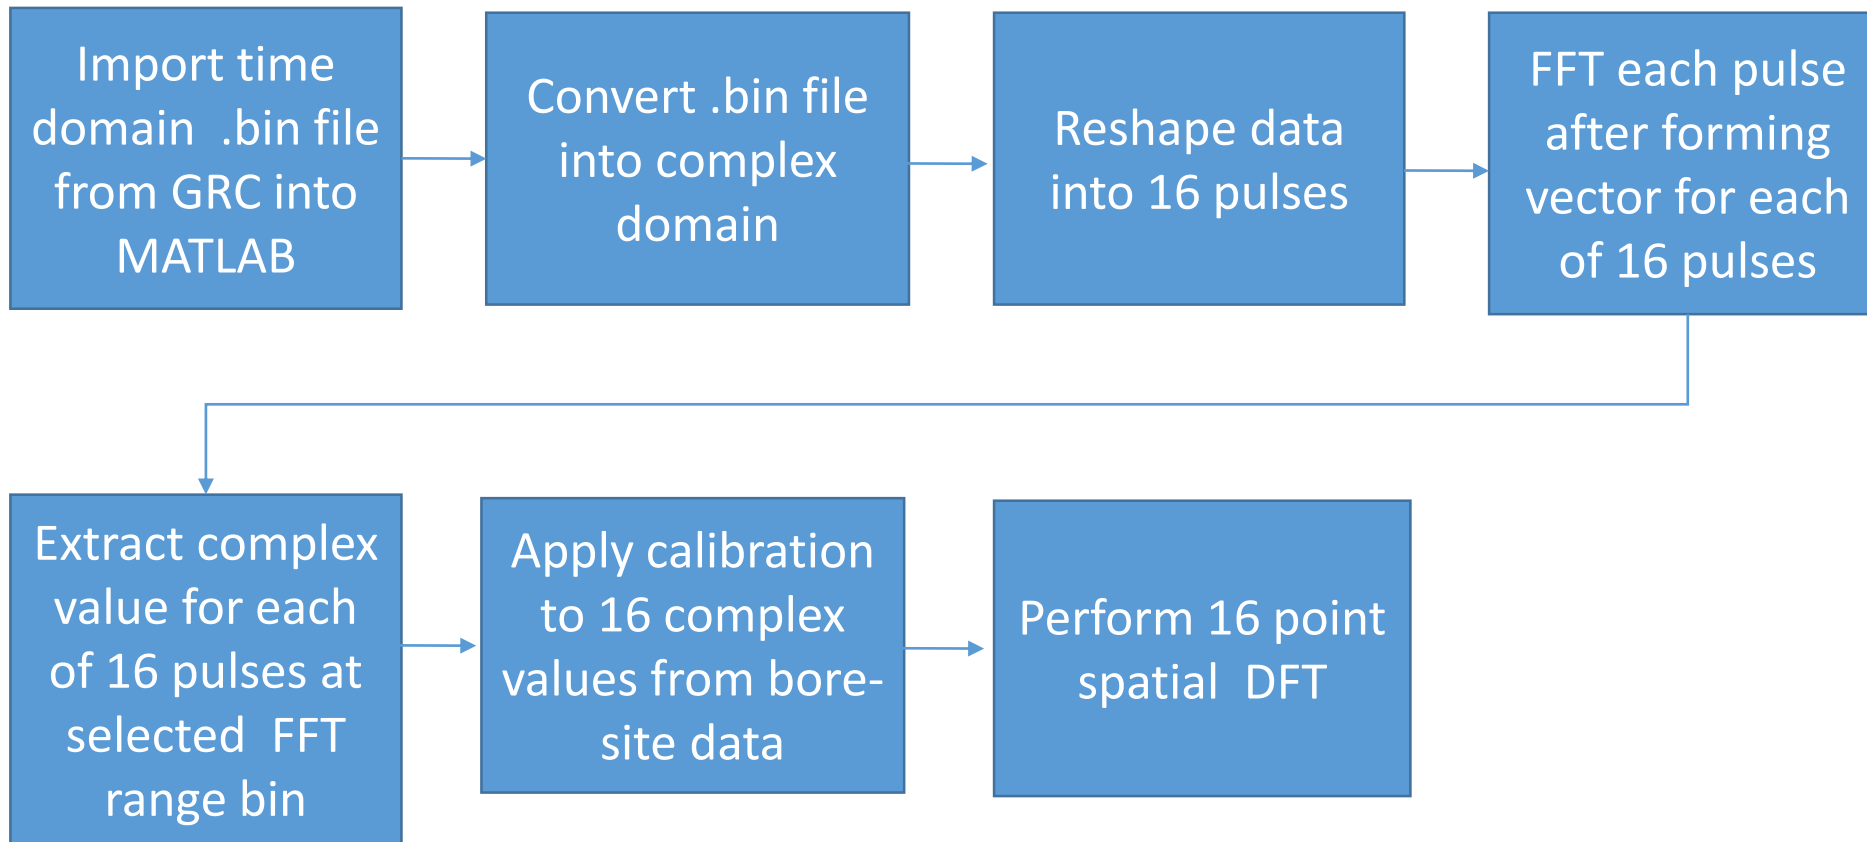 Import time
domain  .bin file
from GRC into
MATLAB
Convert .bin file
into complex
domain
Reshape data
into 16 pulses
FFT each pulse
after forming
vector for each
of 16 pulses
Extract complex
value for each
of 16 pulses at
selected  FFT
range bin
Apply calibration
to 16 complex
values from bore-
site data
Perform 16 point
spatial  DFT